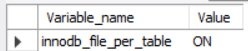 Variable_name Value
innodb_file_per_table ON